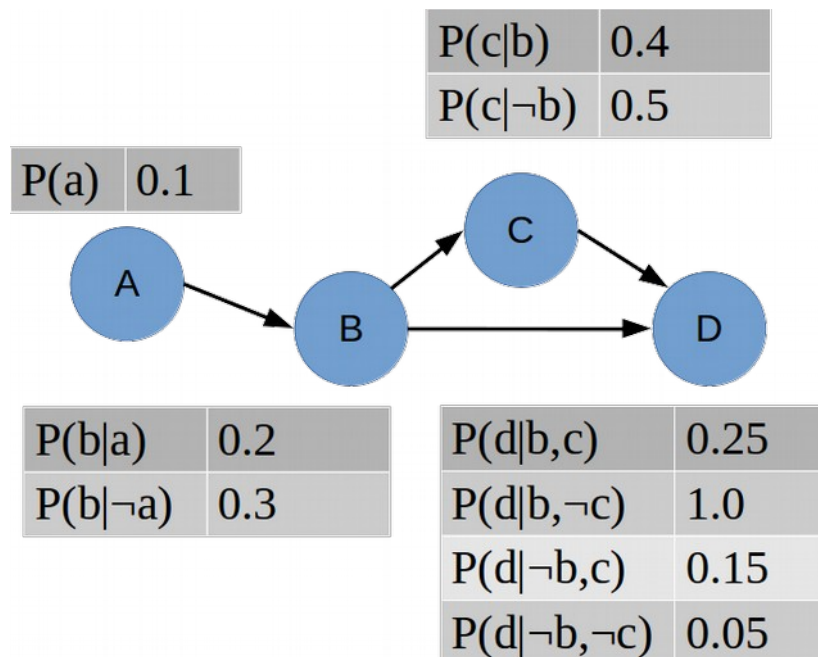 P(c|b) 0.4
P(c|¬b) 0.5
P(a) 0.1
A
B
C
D
P(b|a) 0.2
P(b|¬a) 0.3
P(d|b,c) 0.25
P(d|b,¬c) 1.0
P(d|¬b,c) 0.15
P(d|¬b,¬c) 0.05